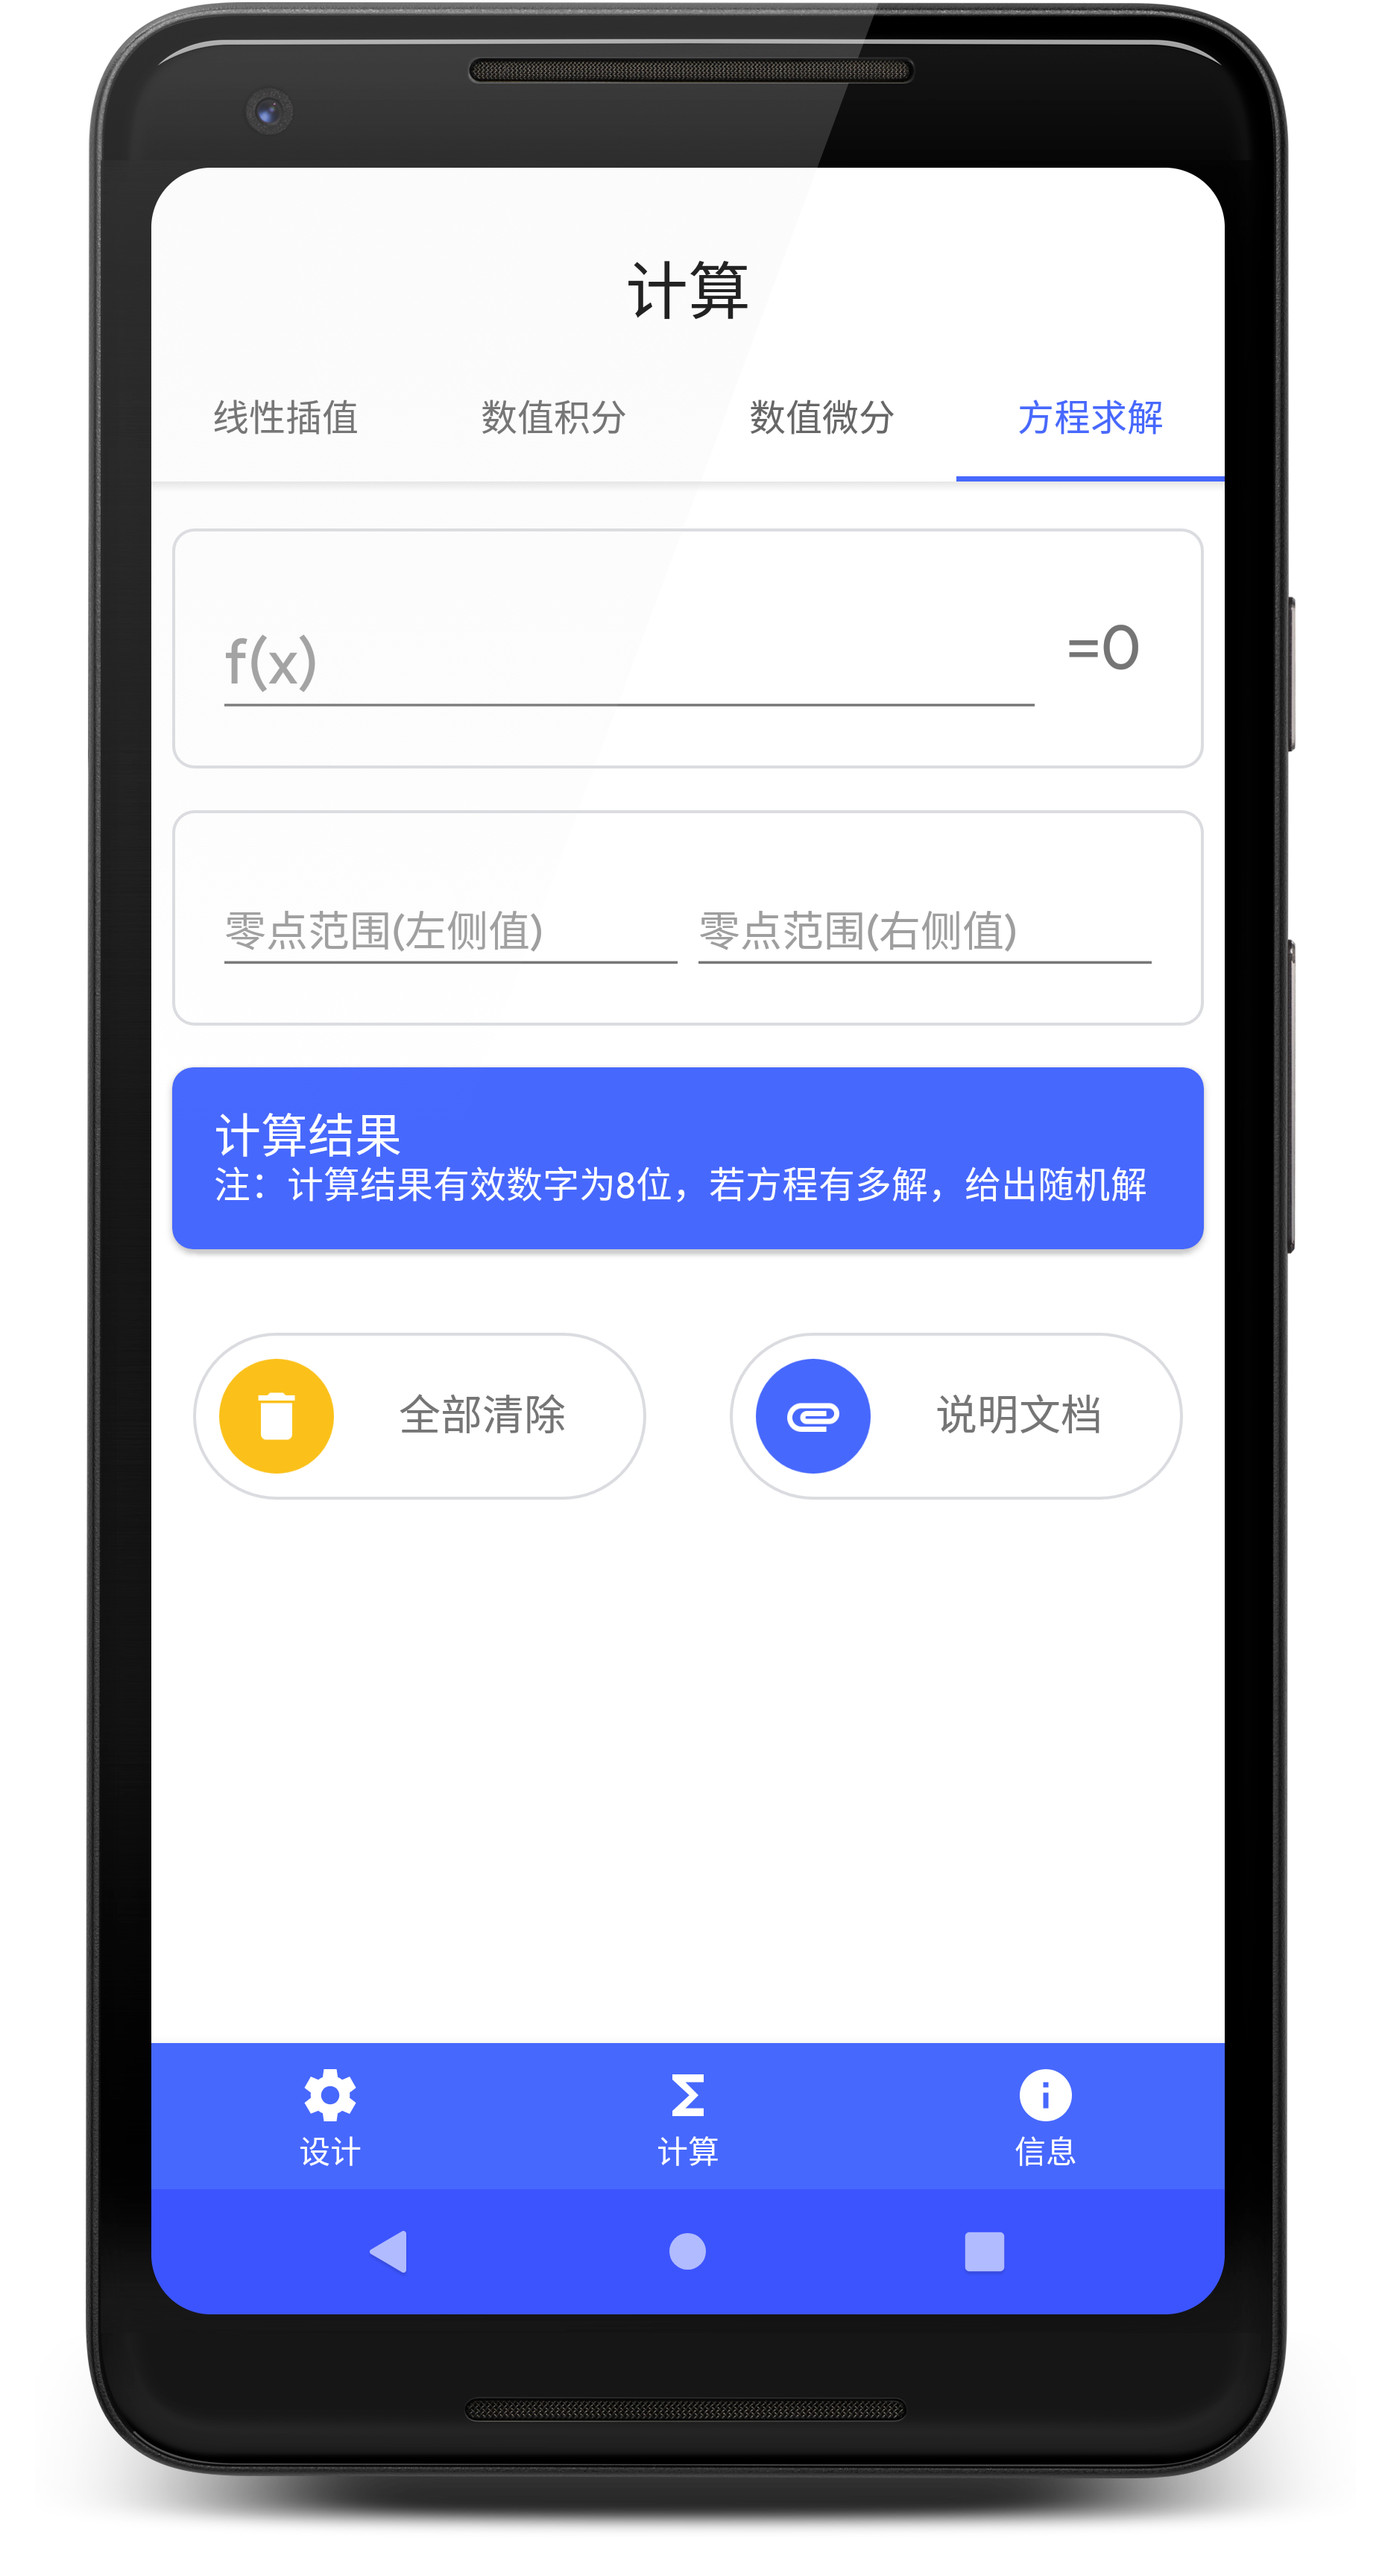 计算
线性插值 数值积分 数值微分 方程求解
f(x) =0
零点范围(左侧值) 零点范围(右侧值)
计算结果
注：计算结果有效数字为8位，若方程有多解，给出随机解
全部清除 说明文档
设计 计算 信息